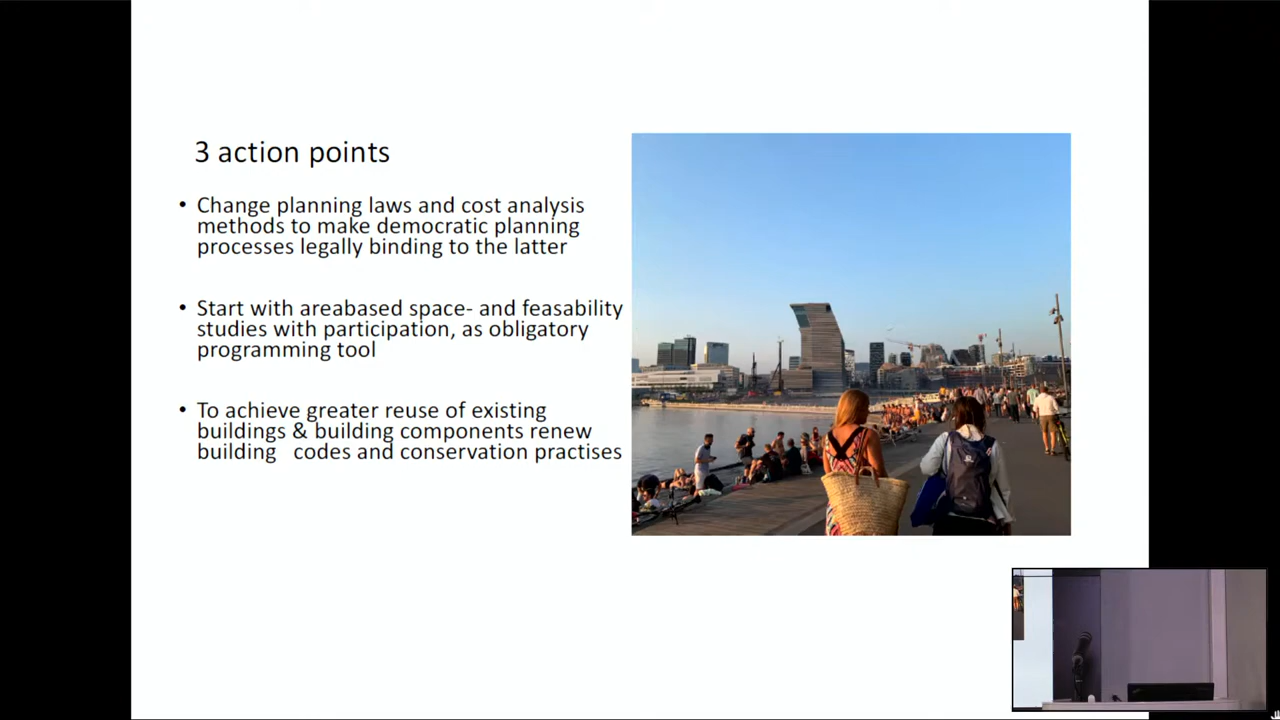 3 action points
• Change planning laws and cost analysis
methods to make democratic planning
processes legally binding to the latter
• Start with areabased space- and feasability
studies with participation, as obligatory
programming tool
• To achieve greater reuse of existing
buildings & building components renew
building codes and conservation practises